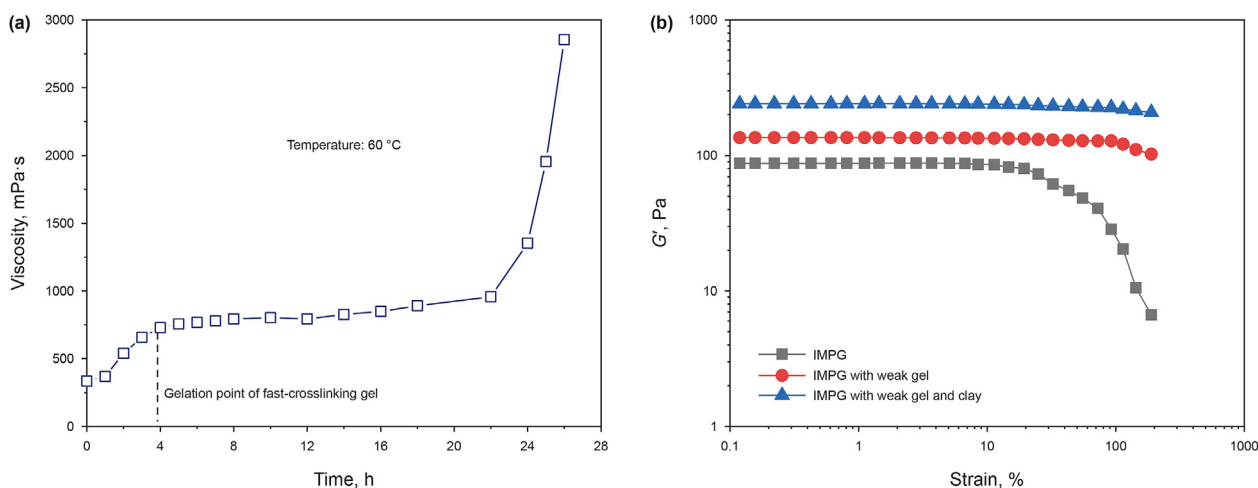 (a)
3000
2500
2000
1500
1000
500
0
Viscosity, mPa·s
Temperature: 60 °C
Gelation point of fast-crosslinking gel
0 4 8 12 16 20 24 28
Time, h
(b)
1000
100
10
1
G′, Pa
IMPG
IMPG with weak gel
IMPG with weak gel and clay
0.1 1 10 100 1000
Strain, %